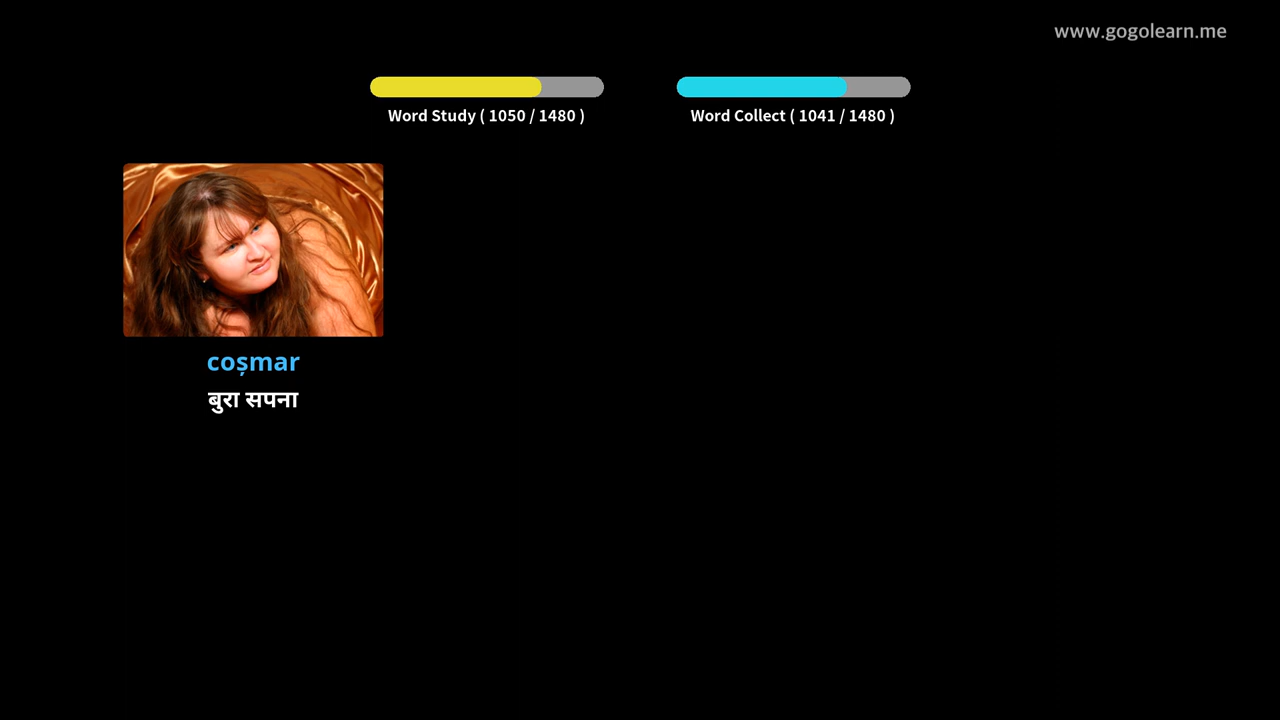 www.gogolearn.me
Word Study ( 1050 / 1480 )
Word Collect ( 1041 / 1480 )
coșmar
बुरा सपना